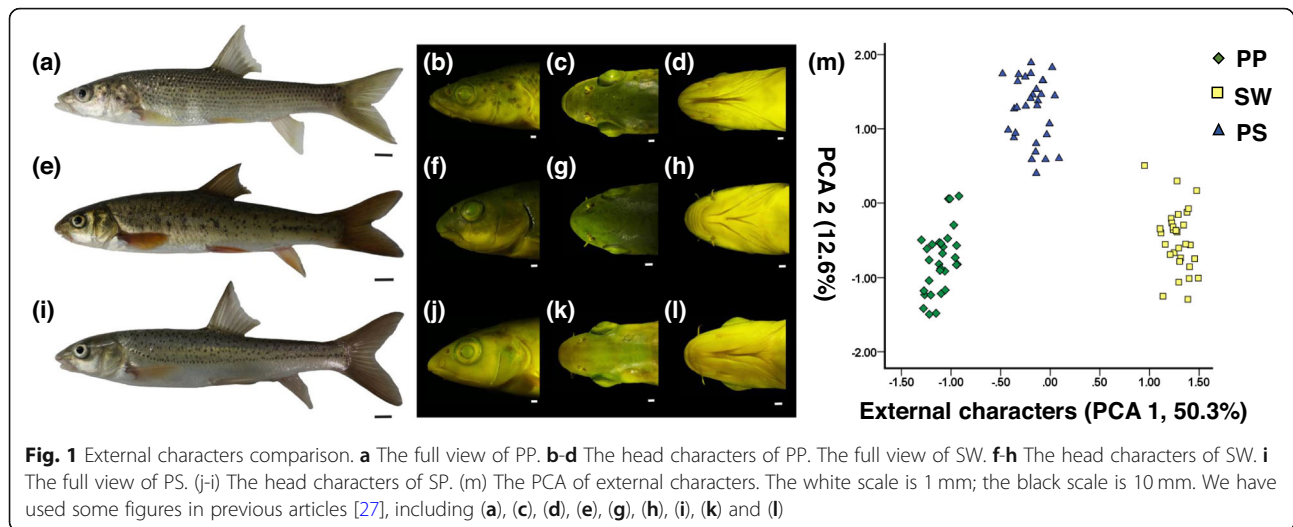 (a)
(b)
(c)
(d)
(e)
(f)
(g)
(h)
(i)
(j)
(k)
(l)
(m)
2.00
1.00
.00
-1.00
-2.00
PCA 2 (12.6%)
PP
SW
PS
-1.50
-1.00
-.50
.00
.50
1.00
1.50
External characters (PCA 1, 50.3%)
Fig. 1 External characters comparison. a The full view of PP. b-d The head characters of PP. The full view of SW. f-h The head characters of SW. i
The full view of PS. (j-i) The head characters of SP. (m) The PCA of external characters. The white scale is 1 mm; the black scale is 10 mm. We have
used some figures in previous articles [27], including (a), (c), (d), (e), (g), (h), (i), (k) and (l)